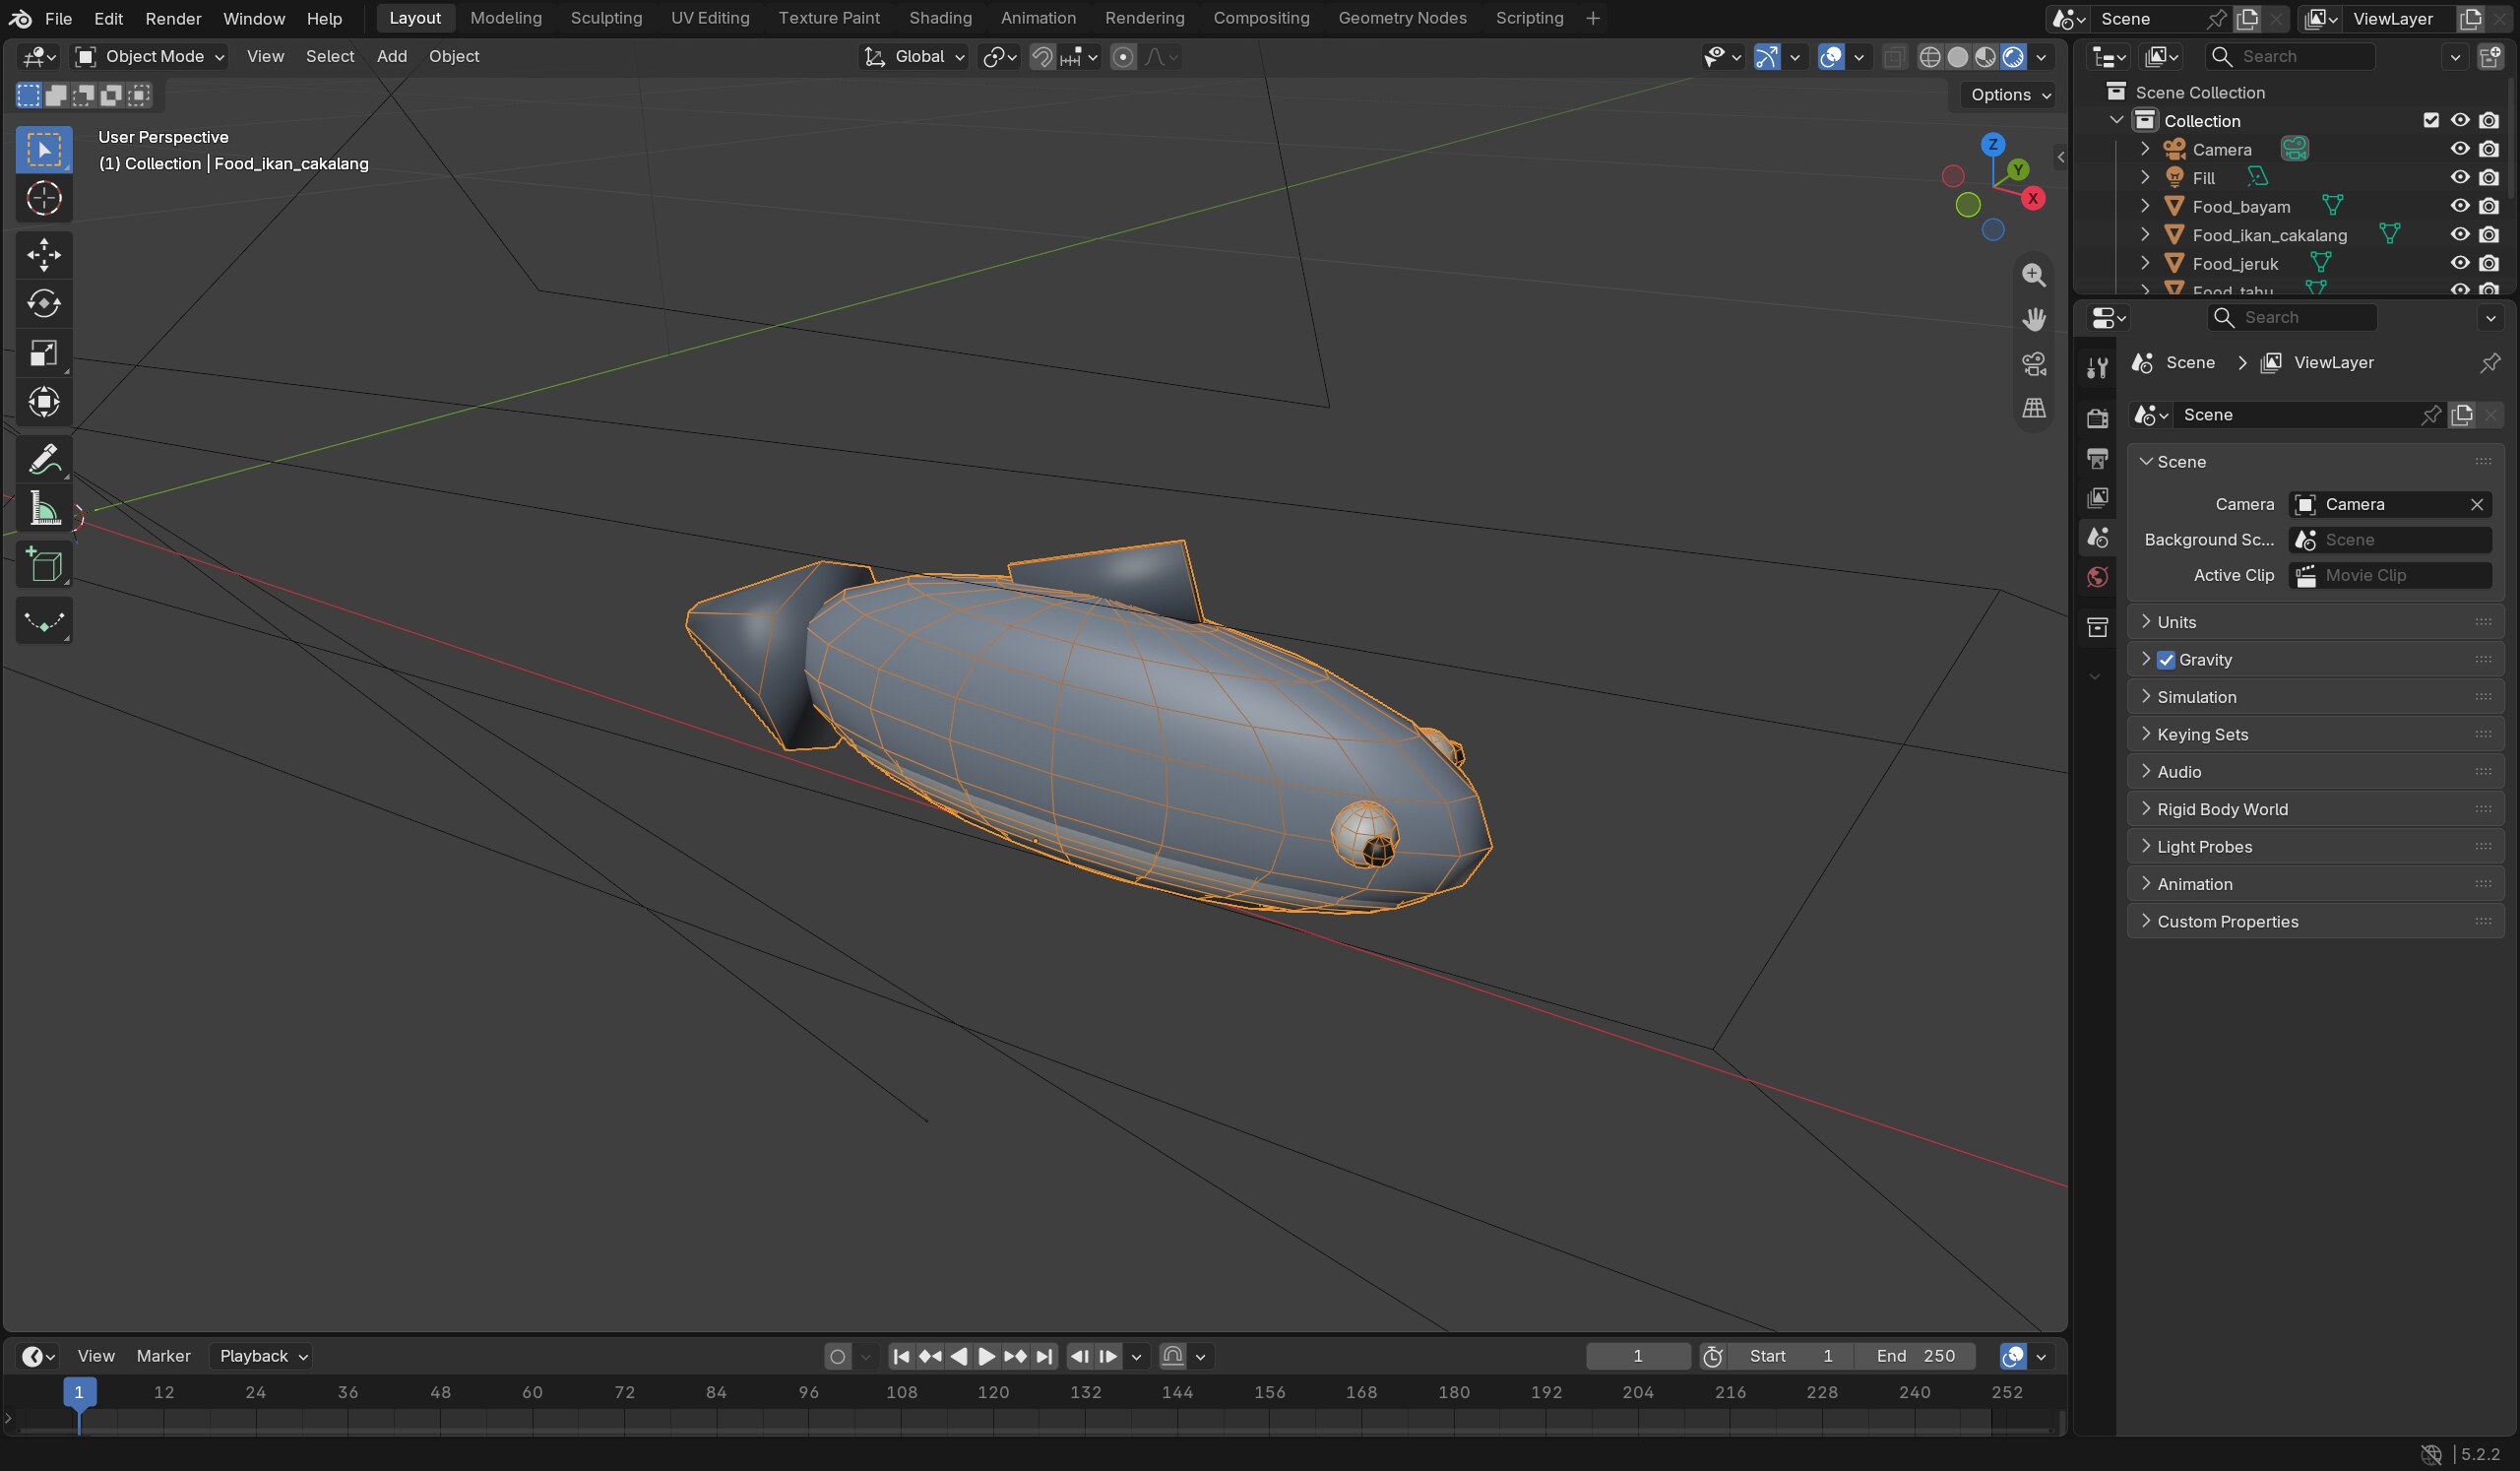 File Edit Render Window Help Layout Modeling Sculpting UV Editing Texture Paint Shading Animation Rendering Compositing Geometry Nodes Scripting + Scene ViewLayer
Object Mode View Select Add Object Global Search
Options
User Perspective
(1) Collection | Food_ikan_cakalang
Z
Y
X
Scene Collection
Collection
Camera
Fill
Food_bayam
Food_ikan_cakalang
Food_jeruk
Food_tahu
Search
Scene > ViewLayer
Scene
Scene
Camera Camera
Background Sc... Scene
Active Clip Movie Clip
Units
Gravity
Simulation
Keying Sets
Audio
Rigid Body World
Light Probes
Animation
Custom Properties
View Marker Playback 1 Start 1 End 250
1 12 24 36 48 60 72 84 96 108 120 132 144 156 168 180 192 204 216 228 240 252
5.2.2